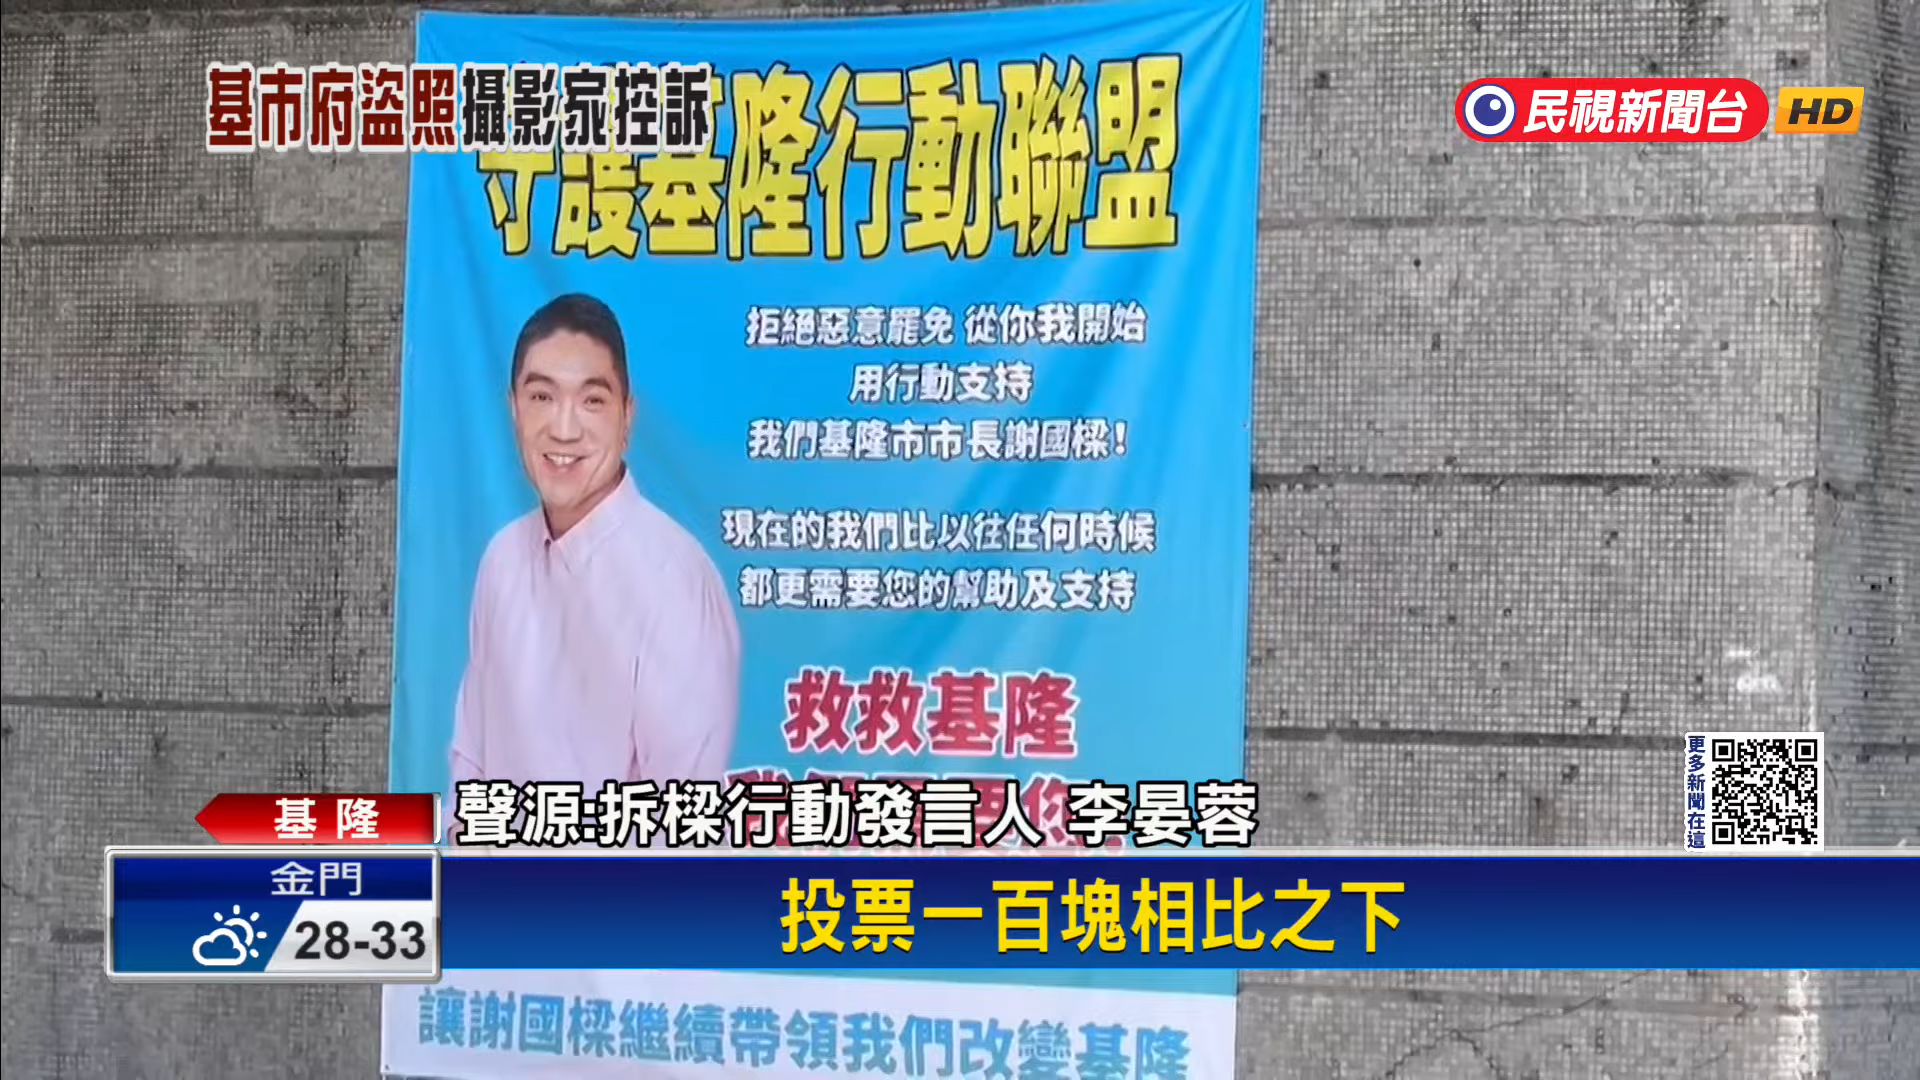 基市府盜照攝影家控訴
民視新聞台 HD
守護基隆行動聯盟
拒絕惡意罷免 從你我開始
用行動支持
我們基隆市市長謝國樑!
現在的我們比以往任何時候
都更需要您的幫助及支持
救救基隆
更多新聞在這
基隆
聲源:拆樑行動發言人 李晏蓉
金門
28-33
投票一百塊相比之下
讓謝國樑繼續帶領我們改變基隆